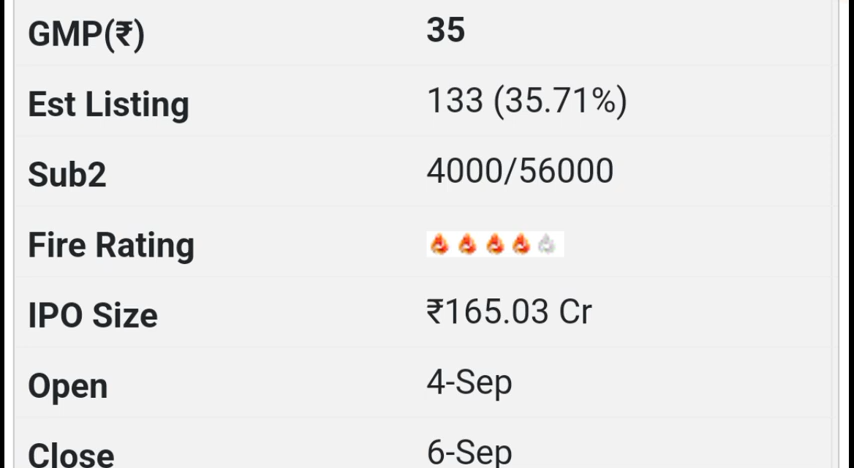 GMP(₹) 35
Est Listing 133 (35.71%)
Sub2 4000/56000
Fire Rating
IPO Size ₹165.03 Cr
Open 4-Sep
Close 6-Sep